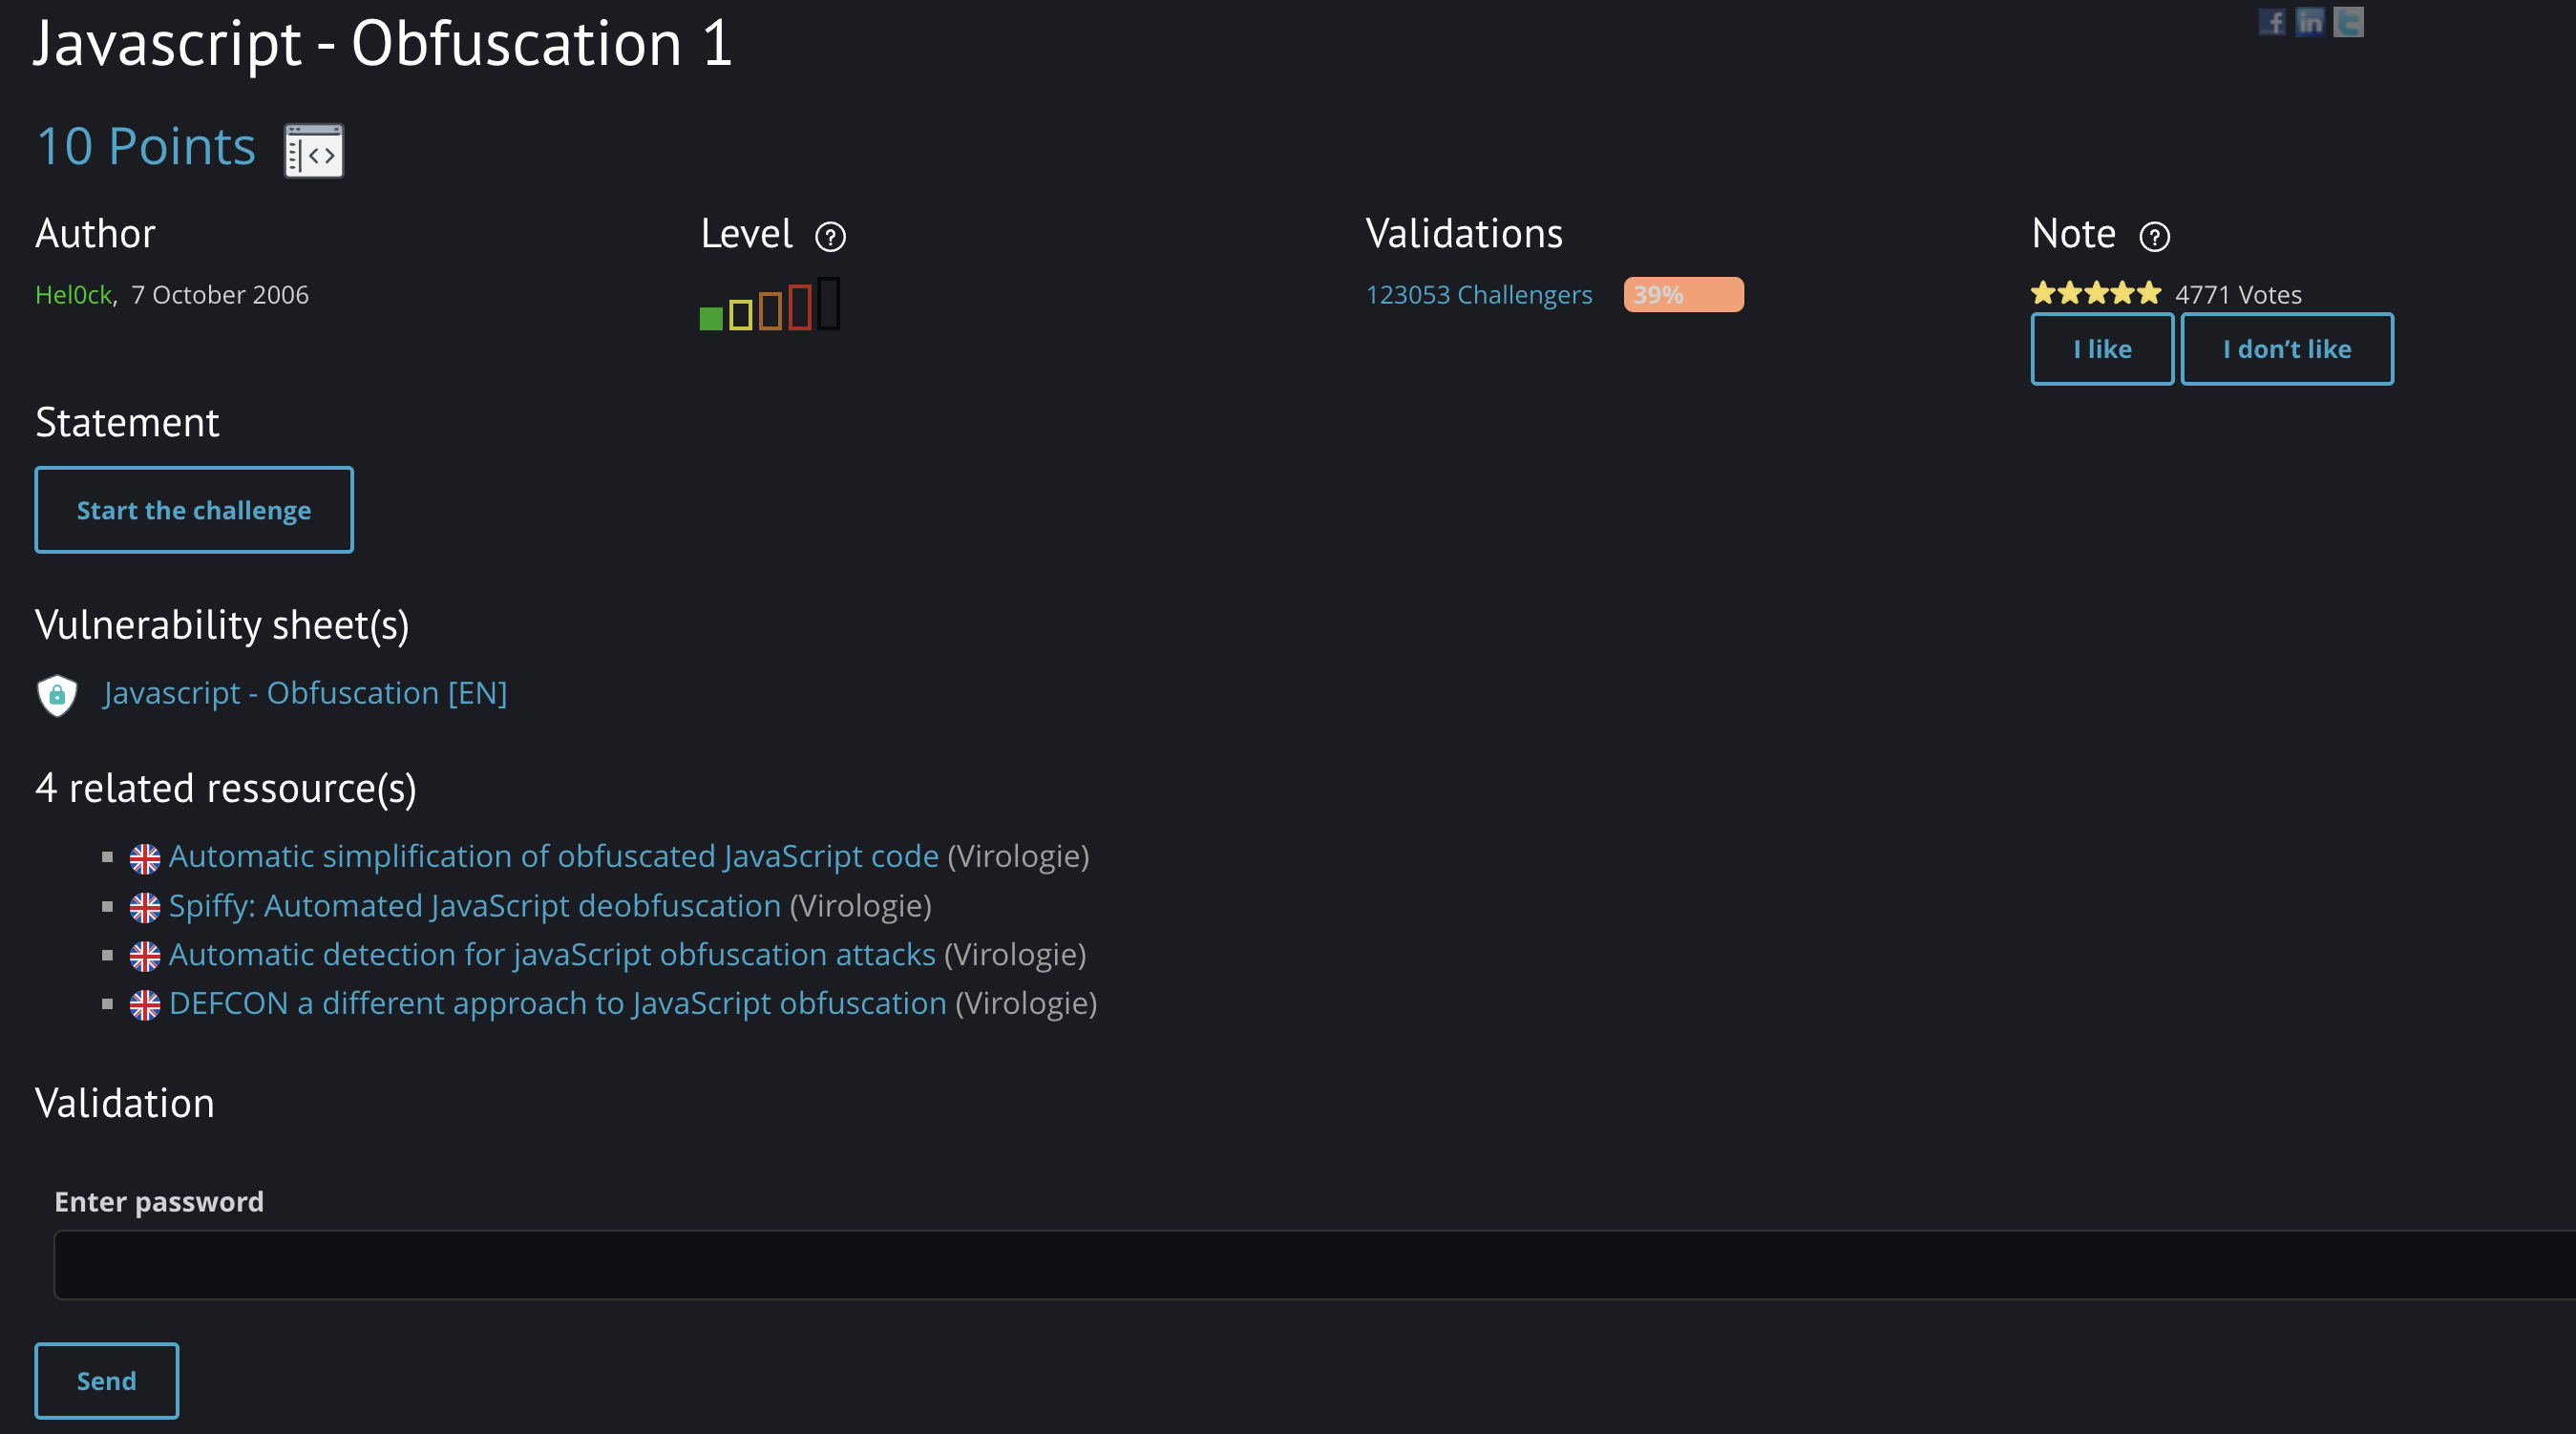 Javascript - Obfuscation 1
f in t
10 Points
<>
Author
Level ?
Validations
Note ?
Hel0ck, 7 October 2006
123053 Challengers 39%
4771 Votes
I like
I don’t like
Statement
Start the challenge
Vulnerability sheet(s)
Javascript - Obfuscation [EN]
4 related ressource(s)
Automatic simplification of obfuscated JavaScript code (Virologie)
Spiffy: Automated JavaScript deobfuscation (Virologie)
Automatic detection for javaScript obfuscation attacks (Virologie)
DEFCON a different approach to JavaScript obfuscation (Virologie)
Validation
Enter password
Send